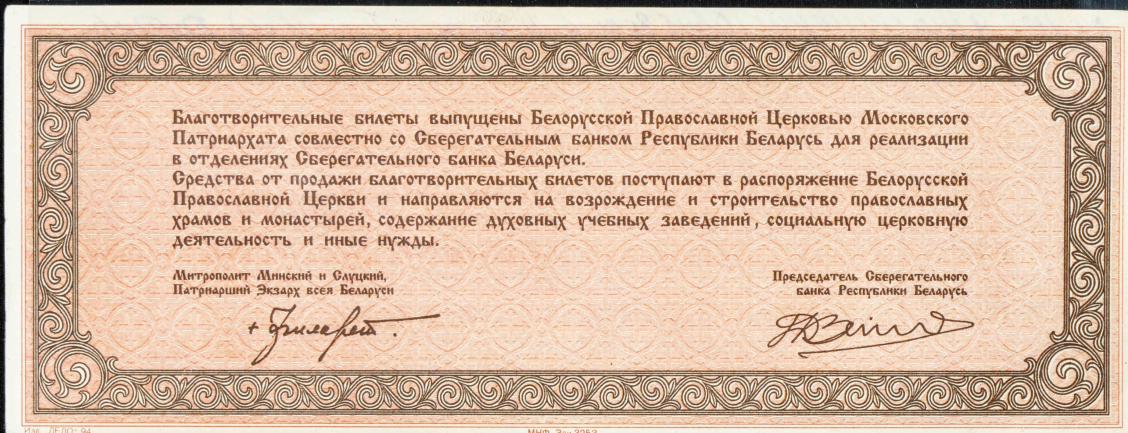 Благотворительные билеты выпущены Белорусской Православной Церковью Московского
Патриархата совместно со Сберегательным банком Республики Беларусь для реализации
в отделениях Сберегательного банка Беларуси.
Средства от продажи благотворительных билетов поступают в распоряжение Белорусской
Православной Церкви и направляются на возрождение и строительство православных
храмов и монастырей, содержание духовных учебных заведений, социальную церковную
деятельность и иные нужды.
Митрополит Минский и Слуцкий,
Патриарший Экзарх всея Беларуси
Председатель Сберегательного
банка Республики Беларусь
+ Филарет.